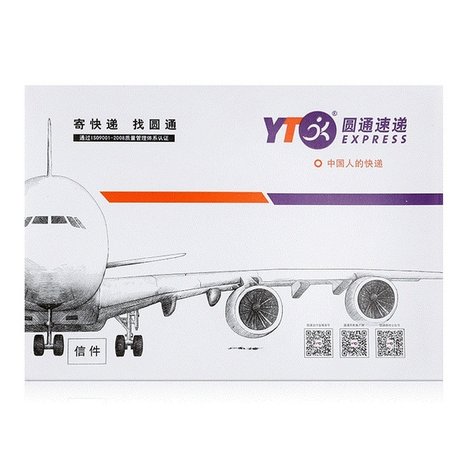 寄快递 找圆通
通过ISO9001-2008质量管理体系认证
YTO®
圆通速递
EXPRESS
中国人的快递
信件